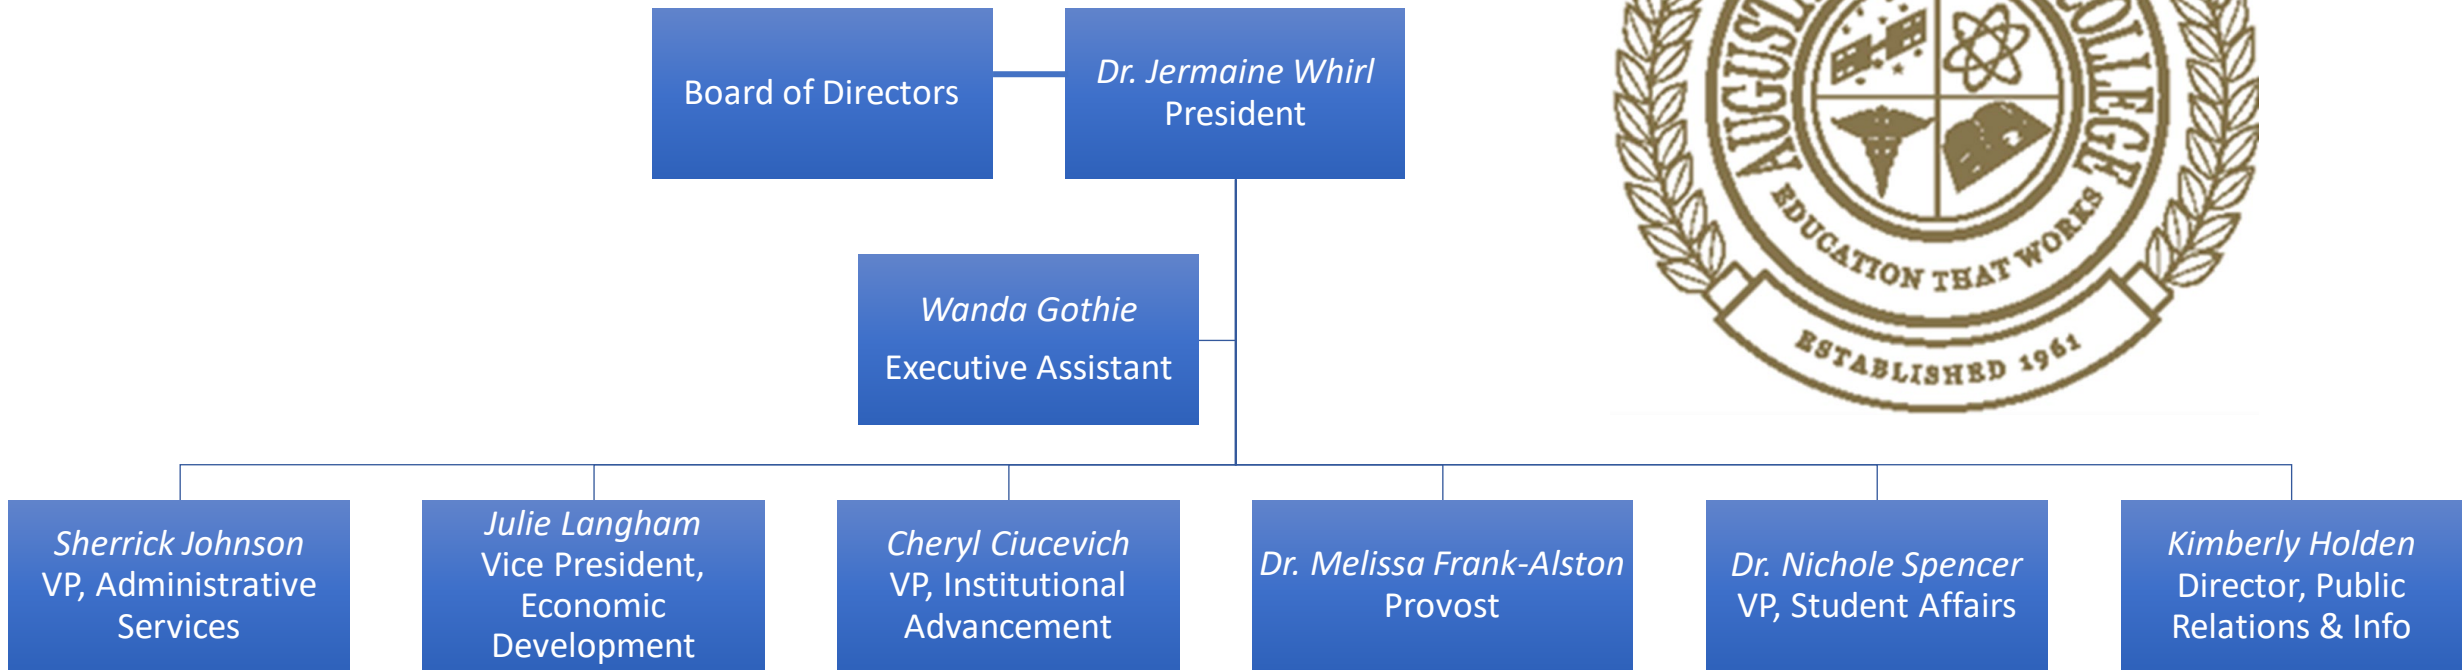 Board of Directors
Dr. Jermaine Whirl
President
COLLEGE
EDUCATION THAT WORKS
ESTABLISHED 1961
Wanda Gothie
Executive Assistant
Sherrick Johnson
VP, Administrative
Services
Julie Langham
Vice President,
Economic
Development
Cheryl Ciucevich
VP, Institutional
Advancement
Dr. Melissa Frank-Alston
Provost
Dr. Nichole Spencer
VP, Student Affairs
Kimberly Holden
Director, Public
Relations & Info